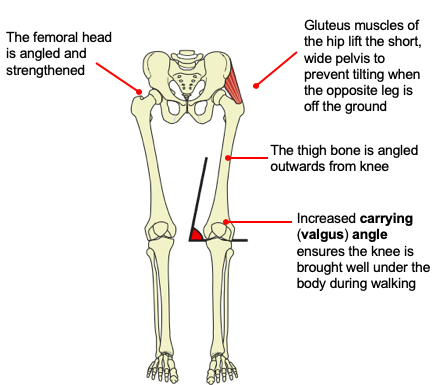 The femoral head
is angled and
strengthened
Gluteus muscles of
the hip lift the short,
wide pelvis to
prevent tilting when
the opposite leg is
off the ground
The thigh bone is angled
outwards from knee
Increased carrying
(valgus) angle
ensures the knee is
brought well under the
body during walking